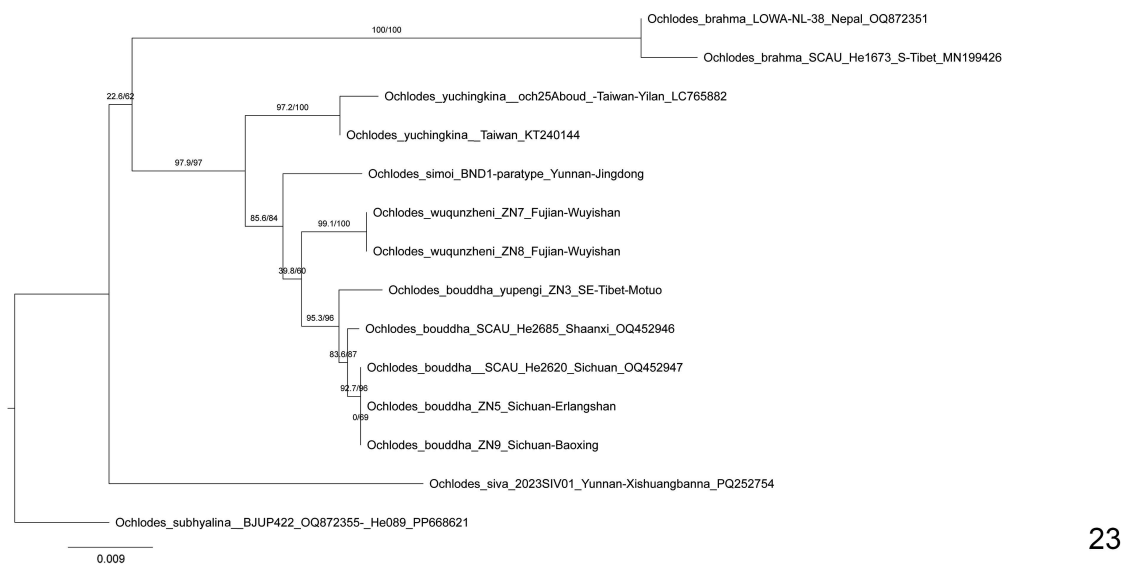 Ochlodes_brahma_LOWA-NL-38_Nepal_OQ872351
100/100
Ochlodes_brahma_SCAU_He1673_S-Tibet_MN199426
22.6/62
Ochlodes_yuchingkina__och25Aboud_-Taiwan-Yilan_LC765882
97.2/100
Ochlodes_yuchingkina__Taiwan_KT240144
97.9/97
Ochlodes_simoi_BND1-paratype_Yunnan-Jingdong
85.6/84
Ochlodes_wuqunzheni_ZN7_Fujian-Wuyishan
99.1/100
Ochlodes_wuqunzheni_ZN8_Fujian-Wuyishan
39.8/60
Ochlodes_bouddha_yupengi_ZN3_SE-Tibet-Motuo
95.3/96
Ochlodes_bouddha_SCAU_He2685_Shaanxi_OQ452946
83.6/87
Ochlodes_bouddha__SCAU_He2620_Sichuan_OQ452947
92.7/96
Ochlodes_bouddha_ZN5_Sichuan-Erlangshan
0/69
Ochlodes_bouddha_ZN9_Sichuan-Baoxing
Ochlodes_siva_2023SIV01_Yunnan-Xishuangbanna_PQ252754
Ochlodes_subhyalina__BJUP422_OQ872355-_He089_PP668621
0.009
23